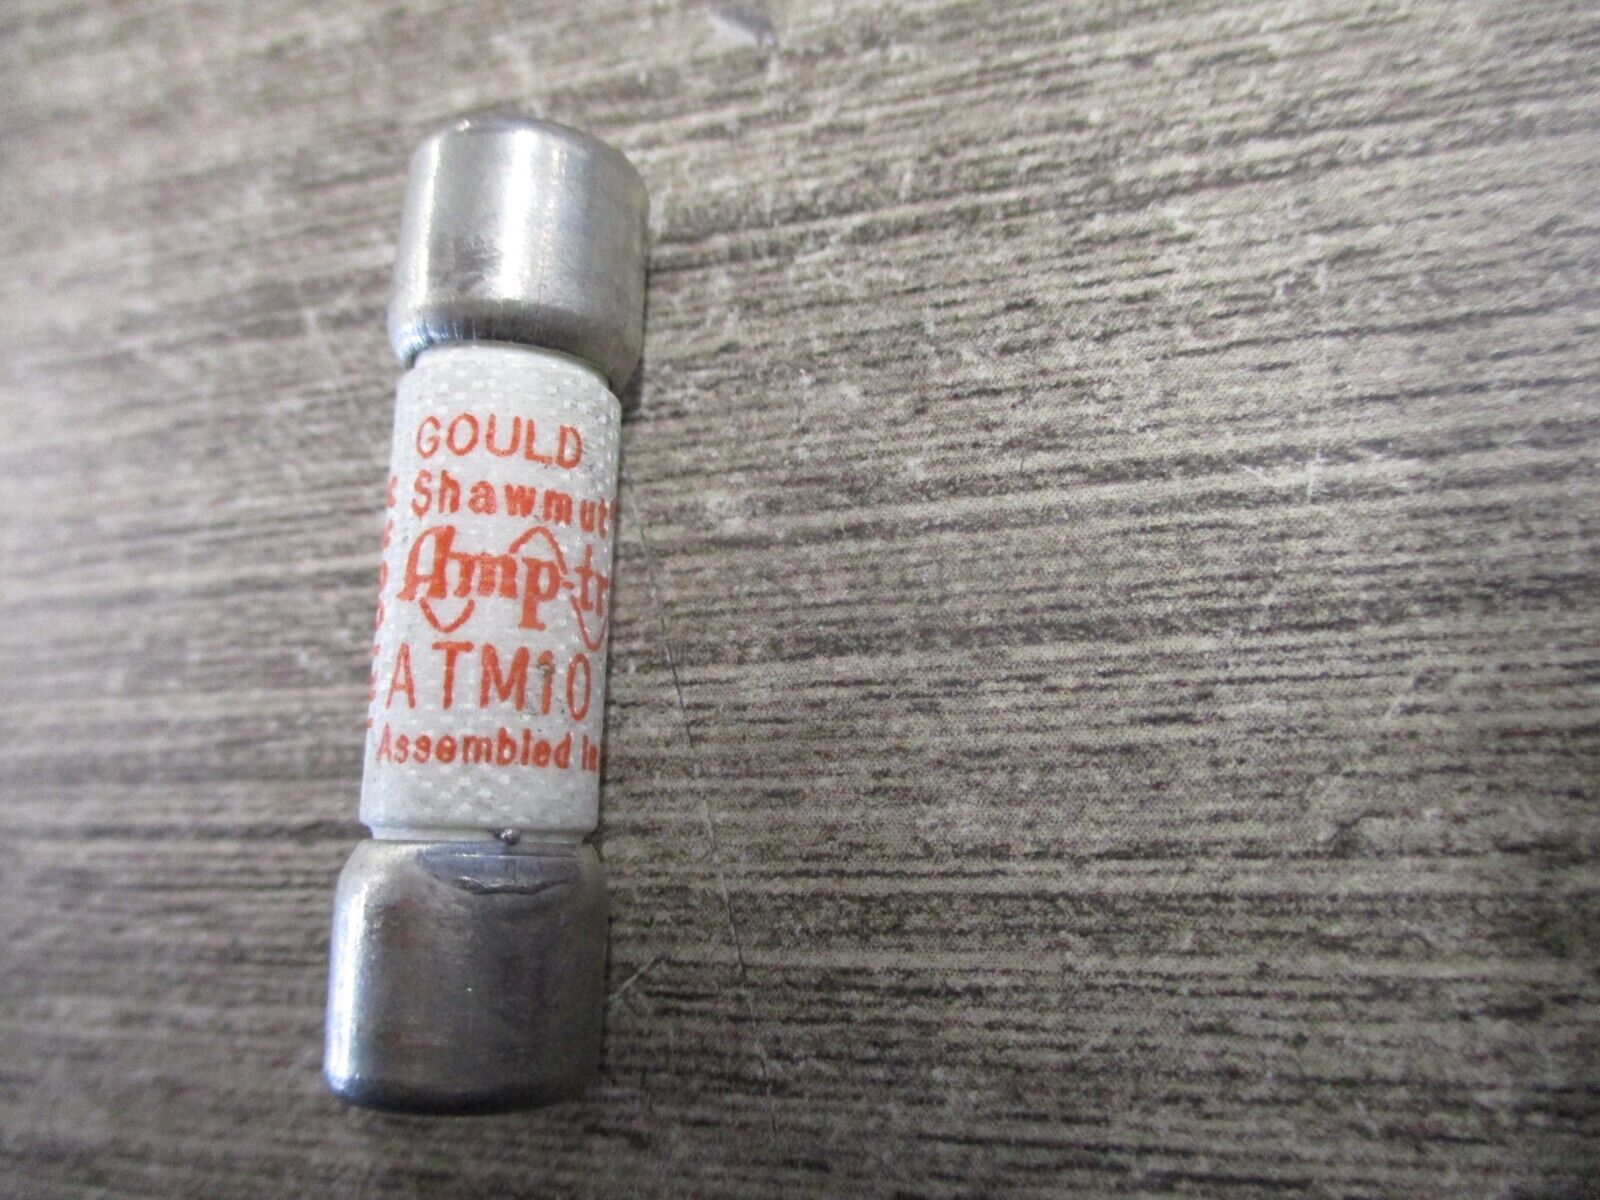 GOULD
Shawmut
Amp-tr
ATM10
Assembled in